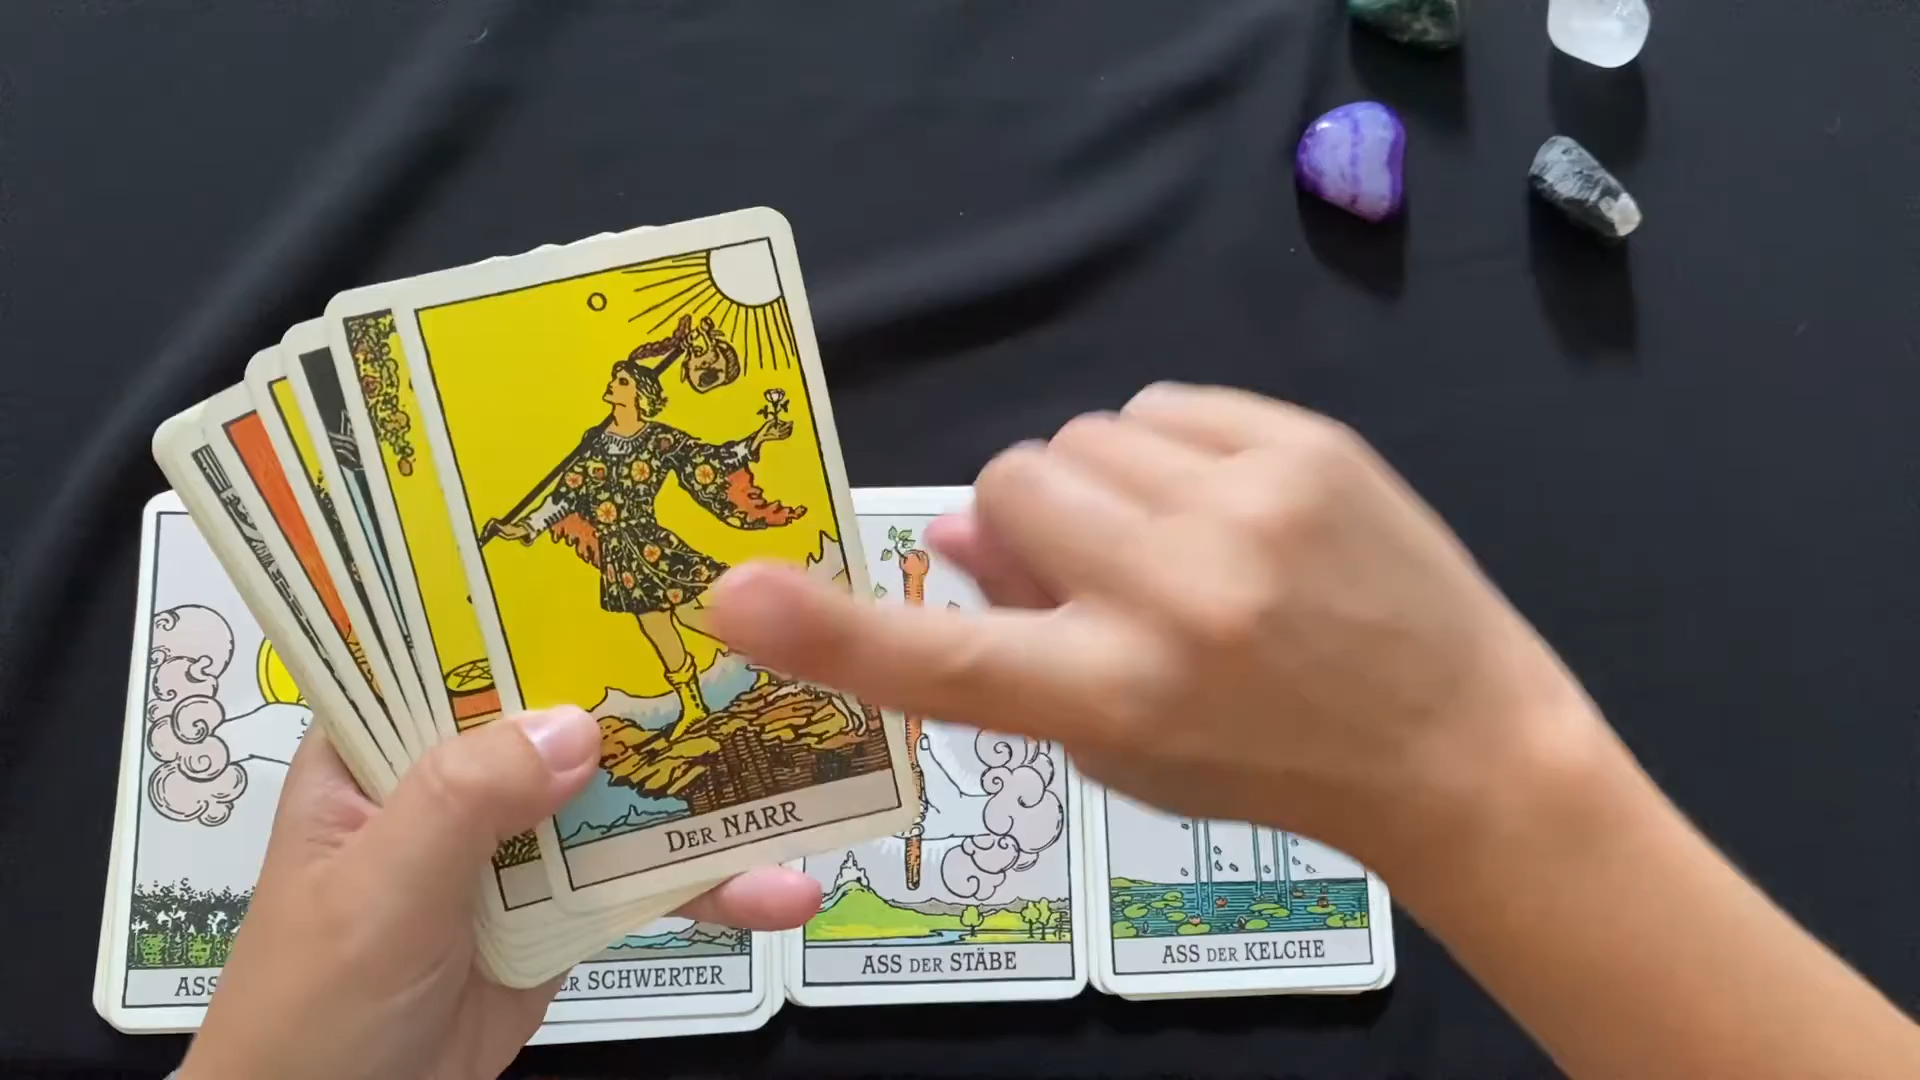 Der NARR
ASS
ER SCHWERTER
ASS DER STÄBE
ASS DER KELCHE